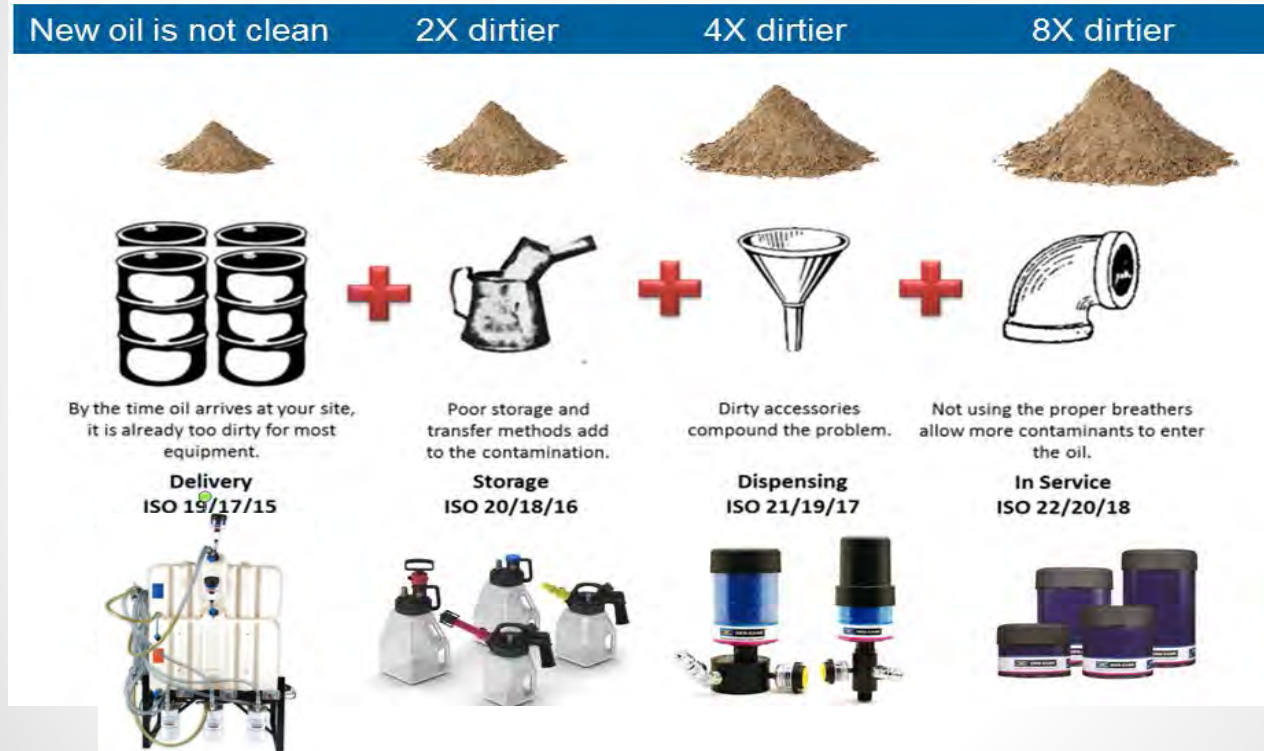 New oil is not clean
2X dirtier
4X dirtier
8X dirtier
By the time oil arrives at your site,
it is already too dirty for most
equipment.
Delivery
ISO 19/17/15
Poor storage and
transfer methods add
to the contamination.
Storage
ISO 20/18/16
Dirty accessories
compound the problem.
Dispensing
ISO 21/19/17
Not using the proper breathers
allow more contaminants to enter
the oil.
In Service
ISO 22/20/18